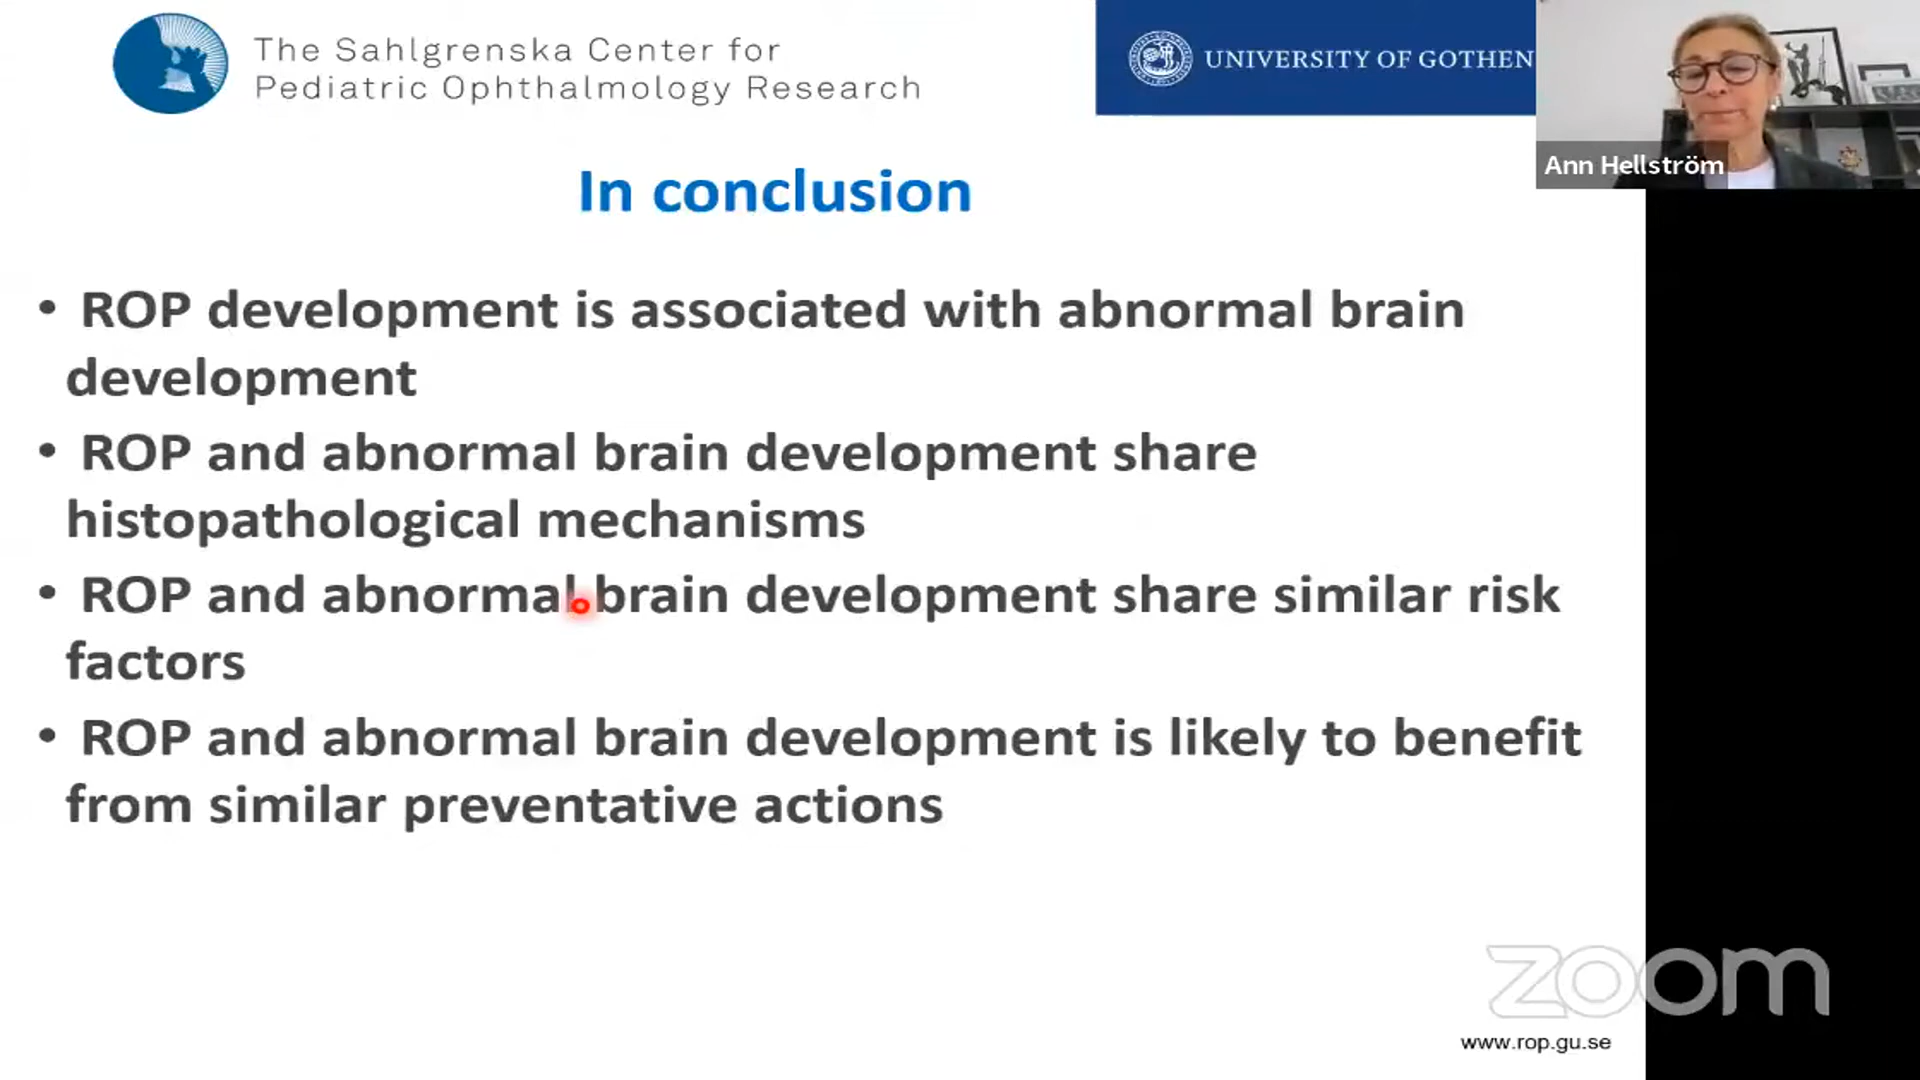 The Sahlgrenska Center for
Pediatric Ophthalmology Research
UNIVERSITY OF GOTHEN
Ann Hellström
In conclusion
• ROP development is associated with abnormal brain
development
• ROP and abnormal brain development share
histopathological mechanisms
• ROP and abnormal brain development share similar risk
factors
• ROP and abnormal brain development is likely to benefit
from similar preventative actions
zoom
www.rop.gu.se